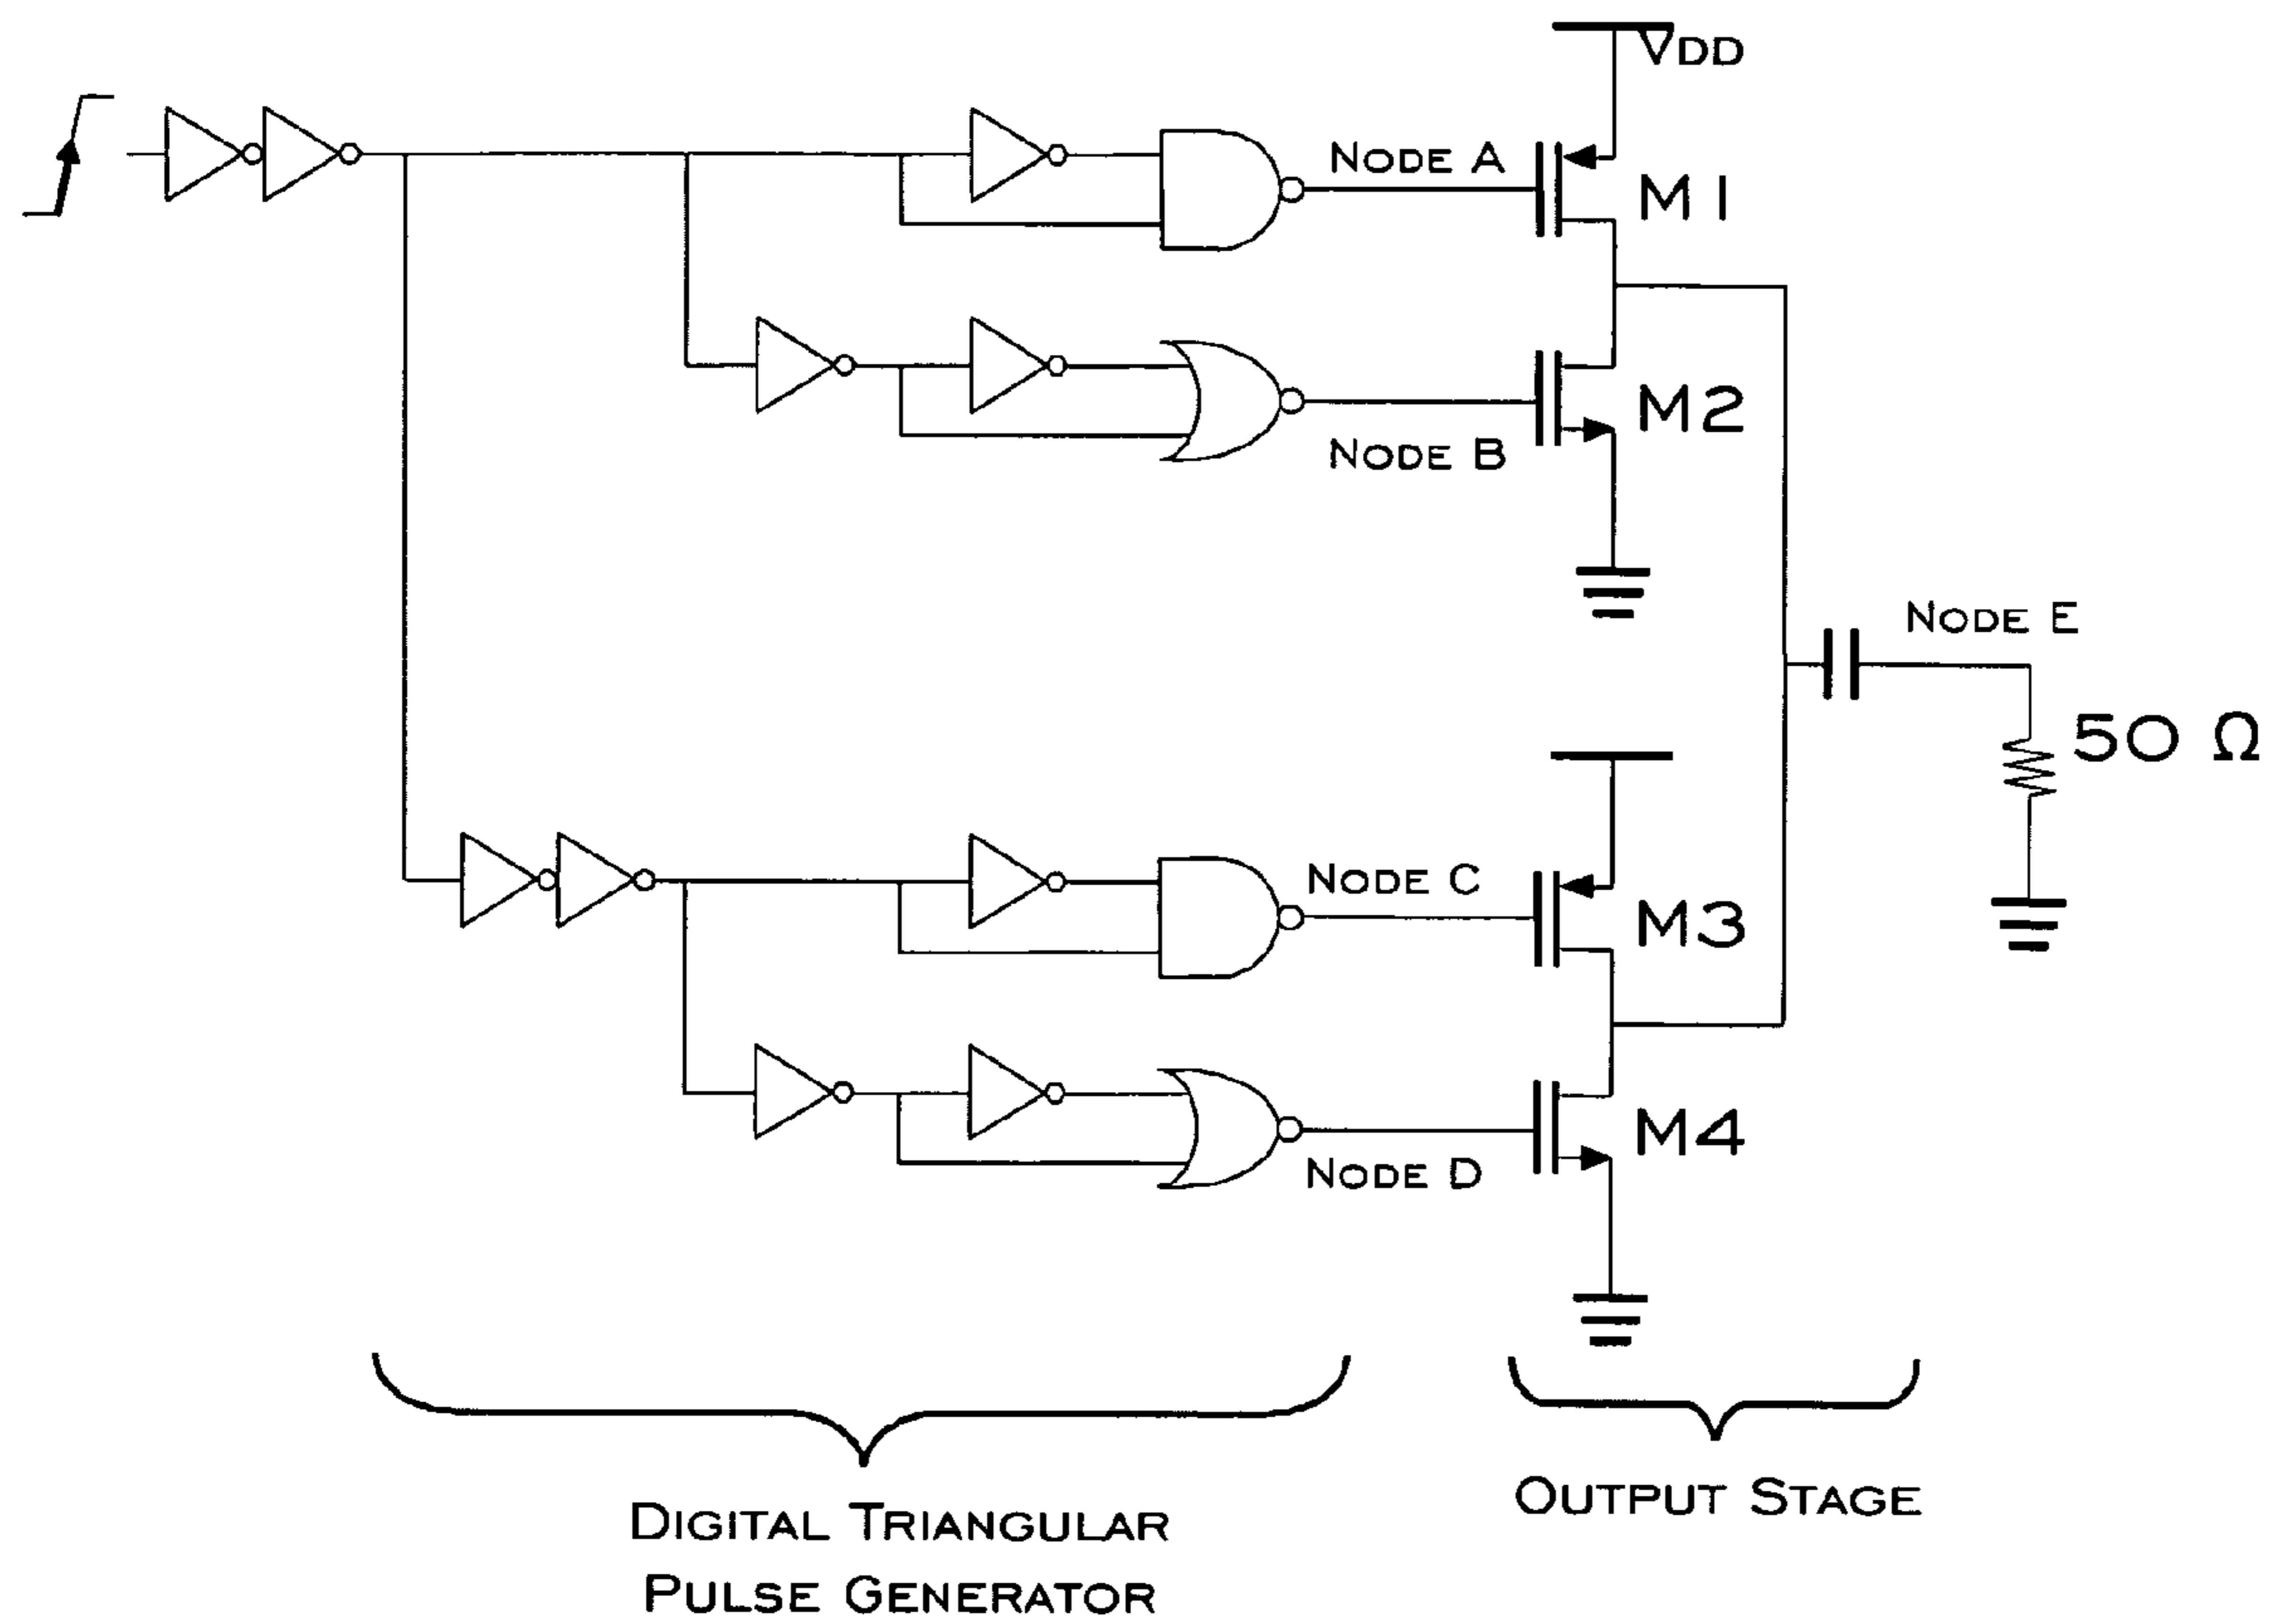 VDD
NODE A
M1
M2
NODE B
NODE E
50 Ω
NODE C
M3
M4
NODE D
OUTPUT STAGE
DIGITAL TRIANGULAR
PULSE GENERATOR